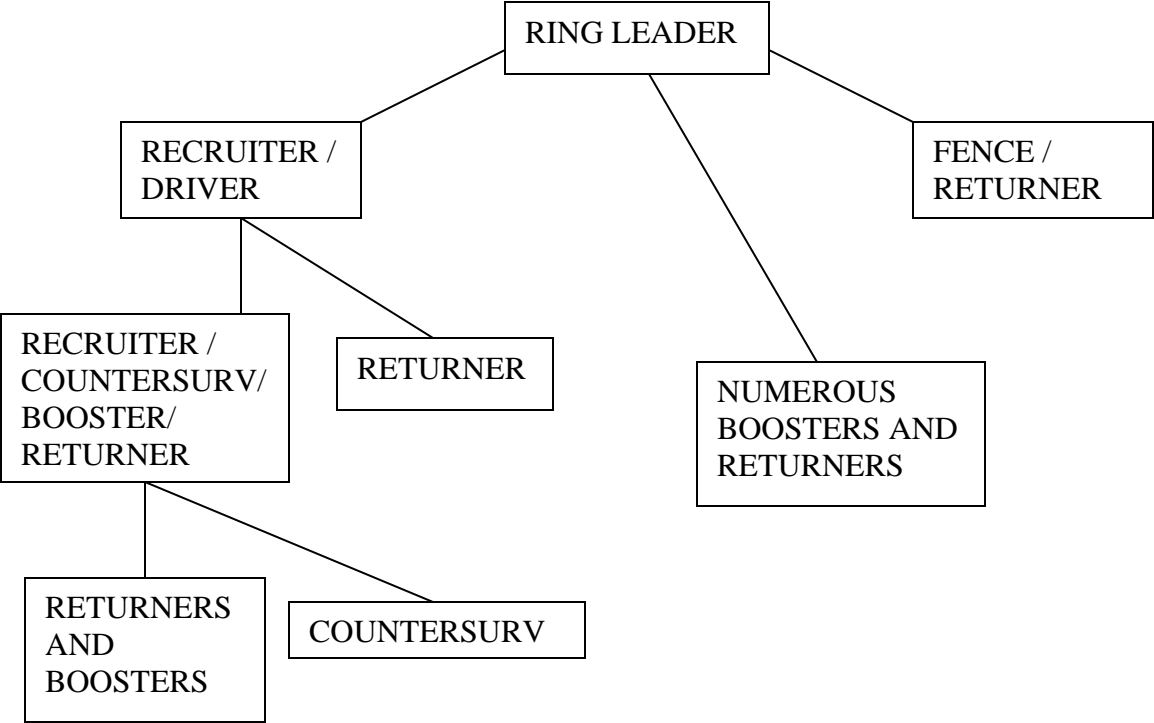 RING LEADER
RECRUITER /
DRIVER
FENCE /
RETURNER
RECRUITER /
COUNTERSURV/
BOOSTER/
RETURNER
RETURNER
NUMEROUS
BOOSTERS AND
RETURNERS
RETURNERS
AND
BOOSTERS
COUNTERSURV